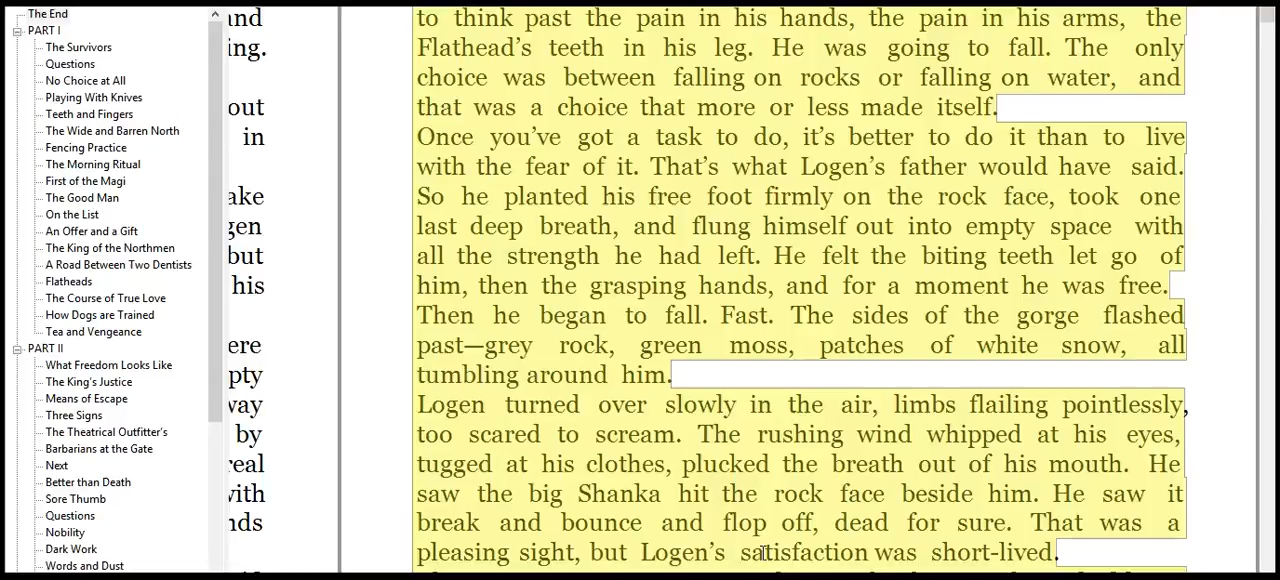 The End
PART I
The Survivors
Questions
No Choice at All
Playing With Knives
Teeth and Fingers
The Wide and Barren North
Fencing Practice
The Morning Ritual
First of the Magi
The Good Man
On the List
An Offer and a Gift
The King of the Northmen
A Road Between Two Dentists
Flatheads
The Course of True Love
How Dogs are Trained
Tea and Vengeance
PART II
What Freedom Looks Like
The King's Justice
Means of Escape
Three Signs
The Theatrical Outfitter's
Barbarians at the Gate
Next
Better than Death
Sore Thumb
Questions
Nobility
Dark Work
Words and Dust
and
ing.
out
in
ake
gen
but
his
ere
pty
way
by
real
with
nds
to think past the pain in his hands, the pain in his arms, the
Flathead’s teeth in his leg. He was going to fall. The only
choice was between falling on rocks or falling on water, and
that was a choice that more or less made itself.
Once you’ve got a task to do, it’s better to do it than to live
with the fear of it. That’s what Logen’s father would have said.
So he planted his free foot firmly on the rock face, took one
last deep breath, and flung himself out into empty space with
all the strength he had left. He felt the biting teeth let go of
him, then the grasping hands, and for a moment he was free.
Then he began to fall. Fast. The sides of the gorge flashed
past—grey rock, green moss, patches of white snow, all
tumbling around him.
Logen turned over slowly in the air, limbs flailing pointlessly,
too scared to scream. The rushing wind whipped at his eyes,
tugged at his clothes, plucked the breath out of his mouth. He
saw the big Shanka hit the rock face beside him. He saw it
break and bounce and flop off, dead for sure. That was a
pleasing sight, but Logen’s satisfaction was short-lived.